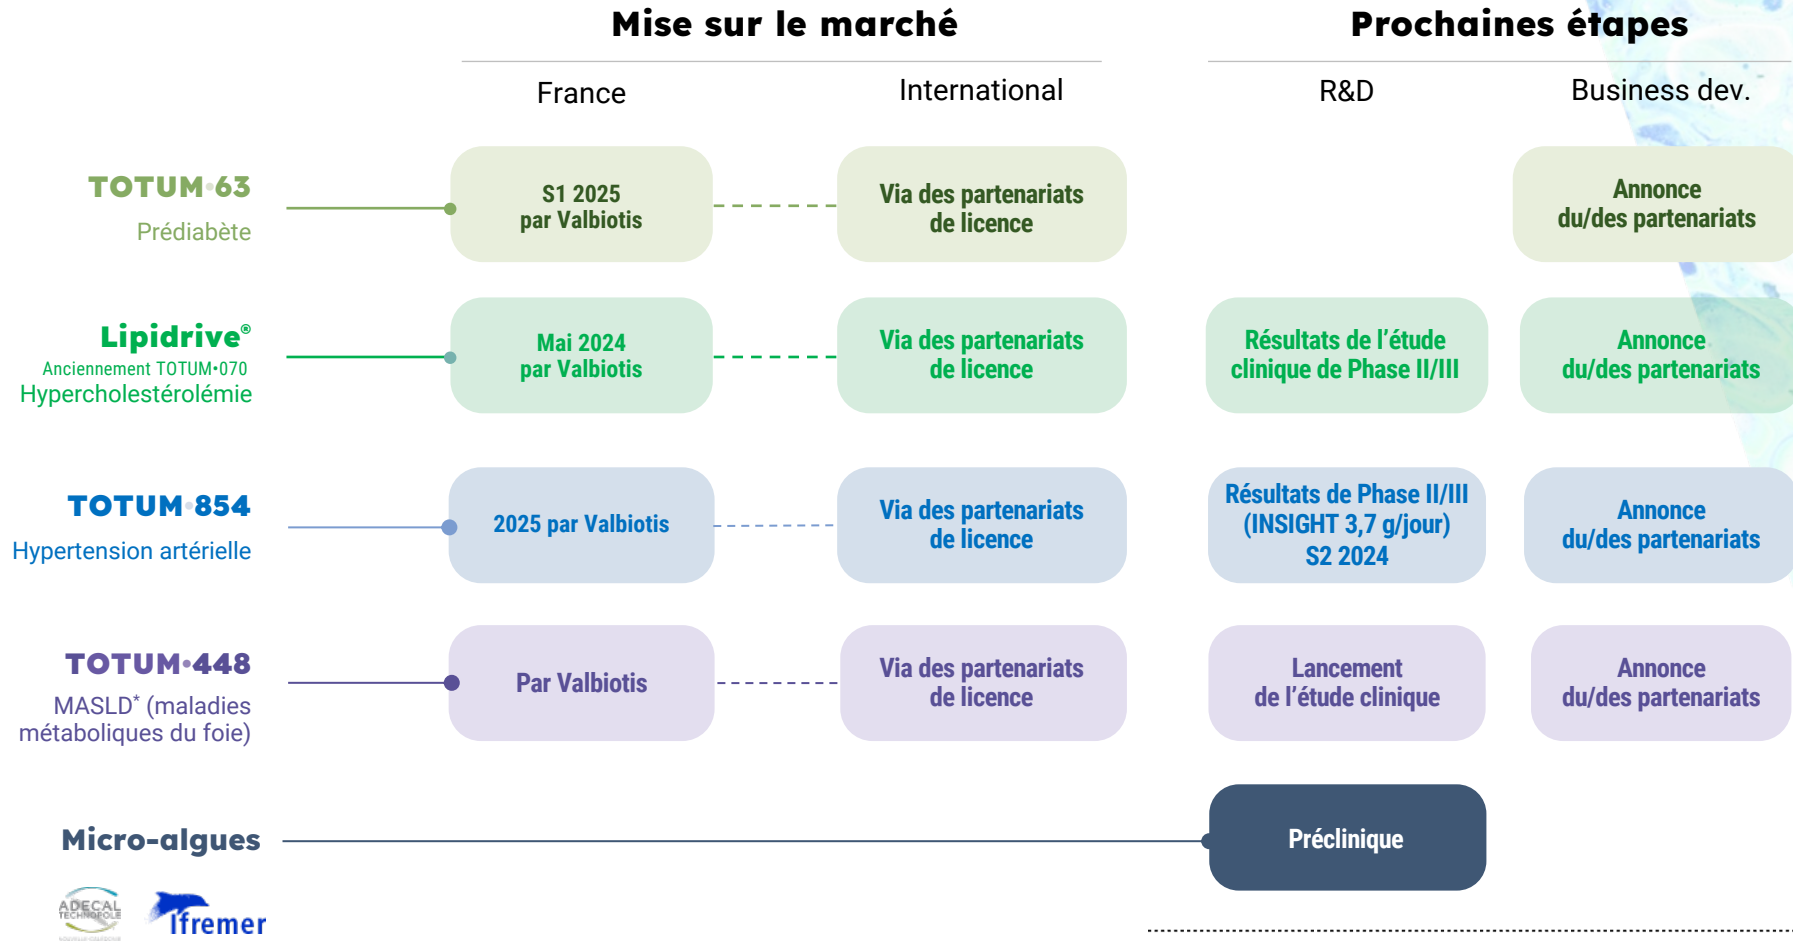 Mise sur le marché
Prochaines étapes
France
International
R&D
Business dev.
TOTUM•63
Prédiabète
S1 2025
par Valbiotis
Via des partenariats
de licence
Annonce
du/des partenariats
Lipidrive®
Anciennement TOTUM•070
Hypercholestérolémie
Mai 2024
par Valbiotis
Via des partenariats
de licence
Résultats de l'étude
clinique de Phase II/III
Annonce
du/des partenariats
TOTUM•854
Hypertension artérielle
2025 par Valbiotis
Via des partenariats
de licence
Résultats de Phase II/III
(INSIGHT 3,7 g/jour)
S2 2024
Annonce
du/des partenariats
TOTUM•448
MASLD* (maladies
métaboliques du foie)
Par Valbiotis
Via des partenariats
de licence
Lancement
de l'étude clinique
Annonce
du/des partenariats
Micro-algues
Préclinique
ADECAL
TECHNOPOLE
Ifremer